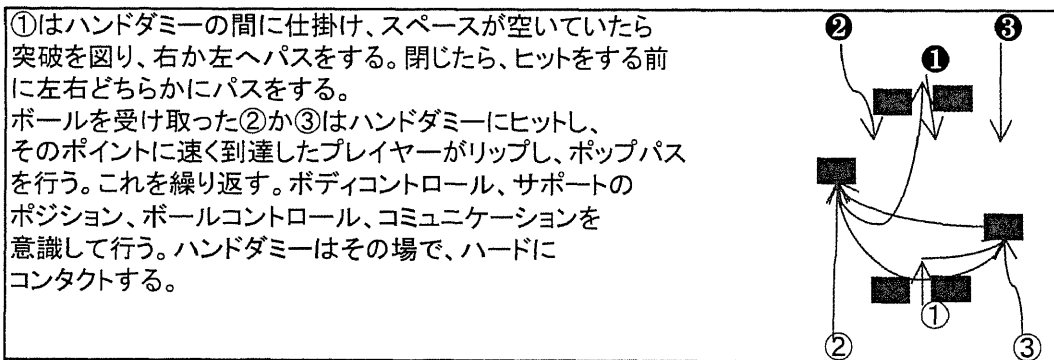 ①はハンドダミーの間に仕掛け、スペースが空いていたら
突破を図り、右か左へパスをする。閉じたら、ヒットをする前
に左右どちらかにパスをする。
ボールを受け取った②か③はハンドダミーにヒットし、
そのポイントに速く到達したプレイヤーがリップし、ポップパス
を行う。これを繰り返す。ボディコントロール、サポートの
ポジション、ボールコントロール、コミュニケーションを
意識して行う。ハンドダミーはその場で、ハードに
コンタクトする。
❷ ❸
❶
①
② ③